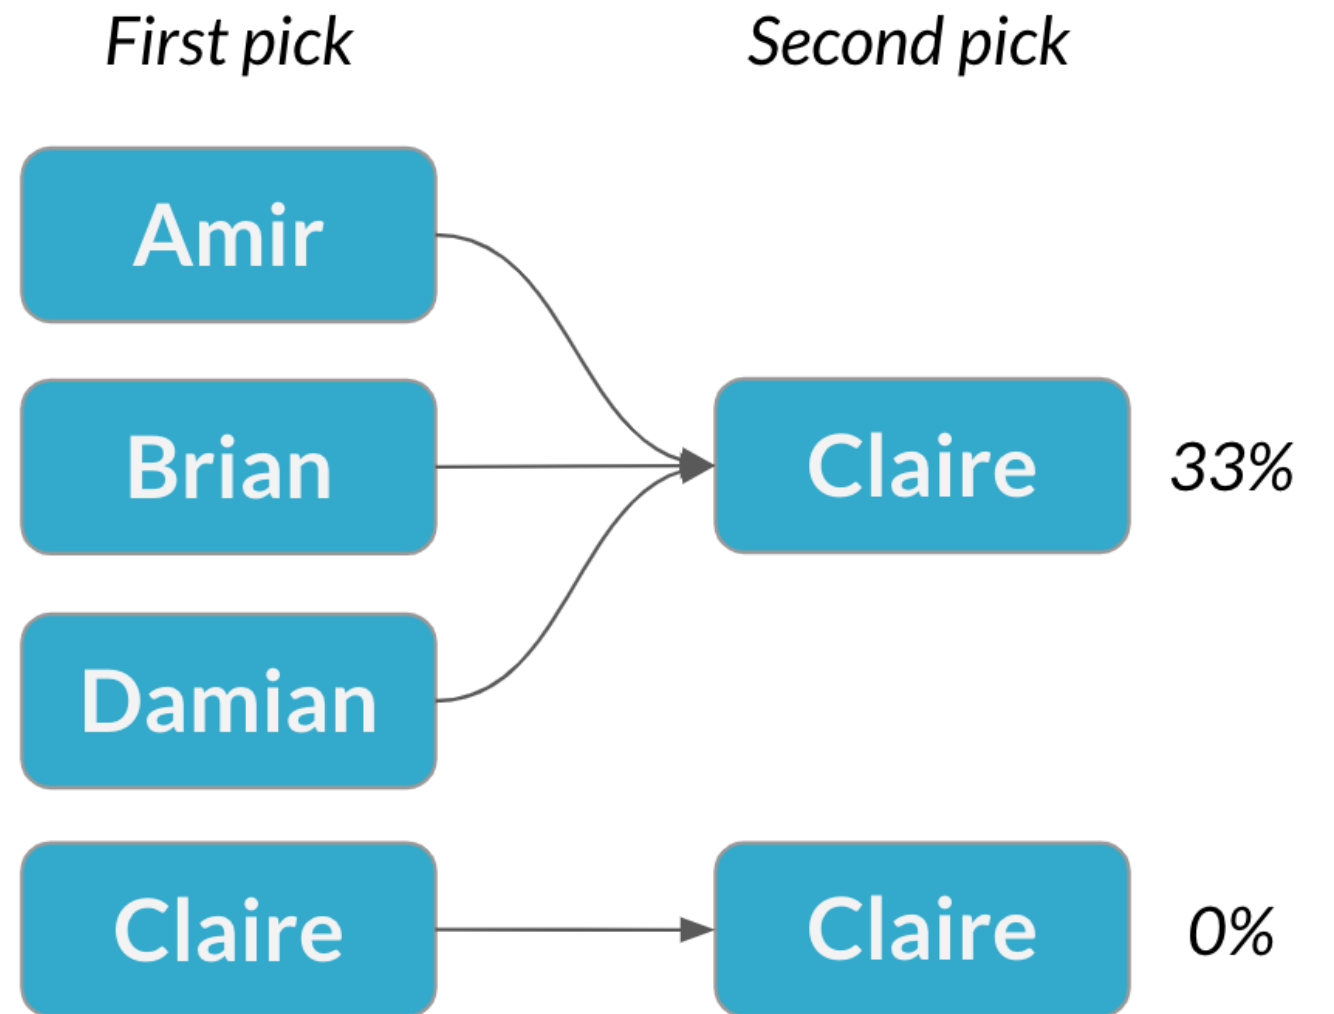 First pick
Second pick
Amir
Brian
Claire
33%
Damian
Claire
Claire
0%